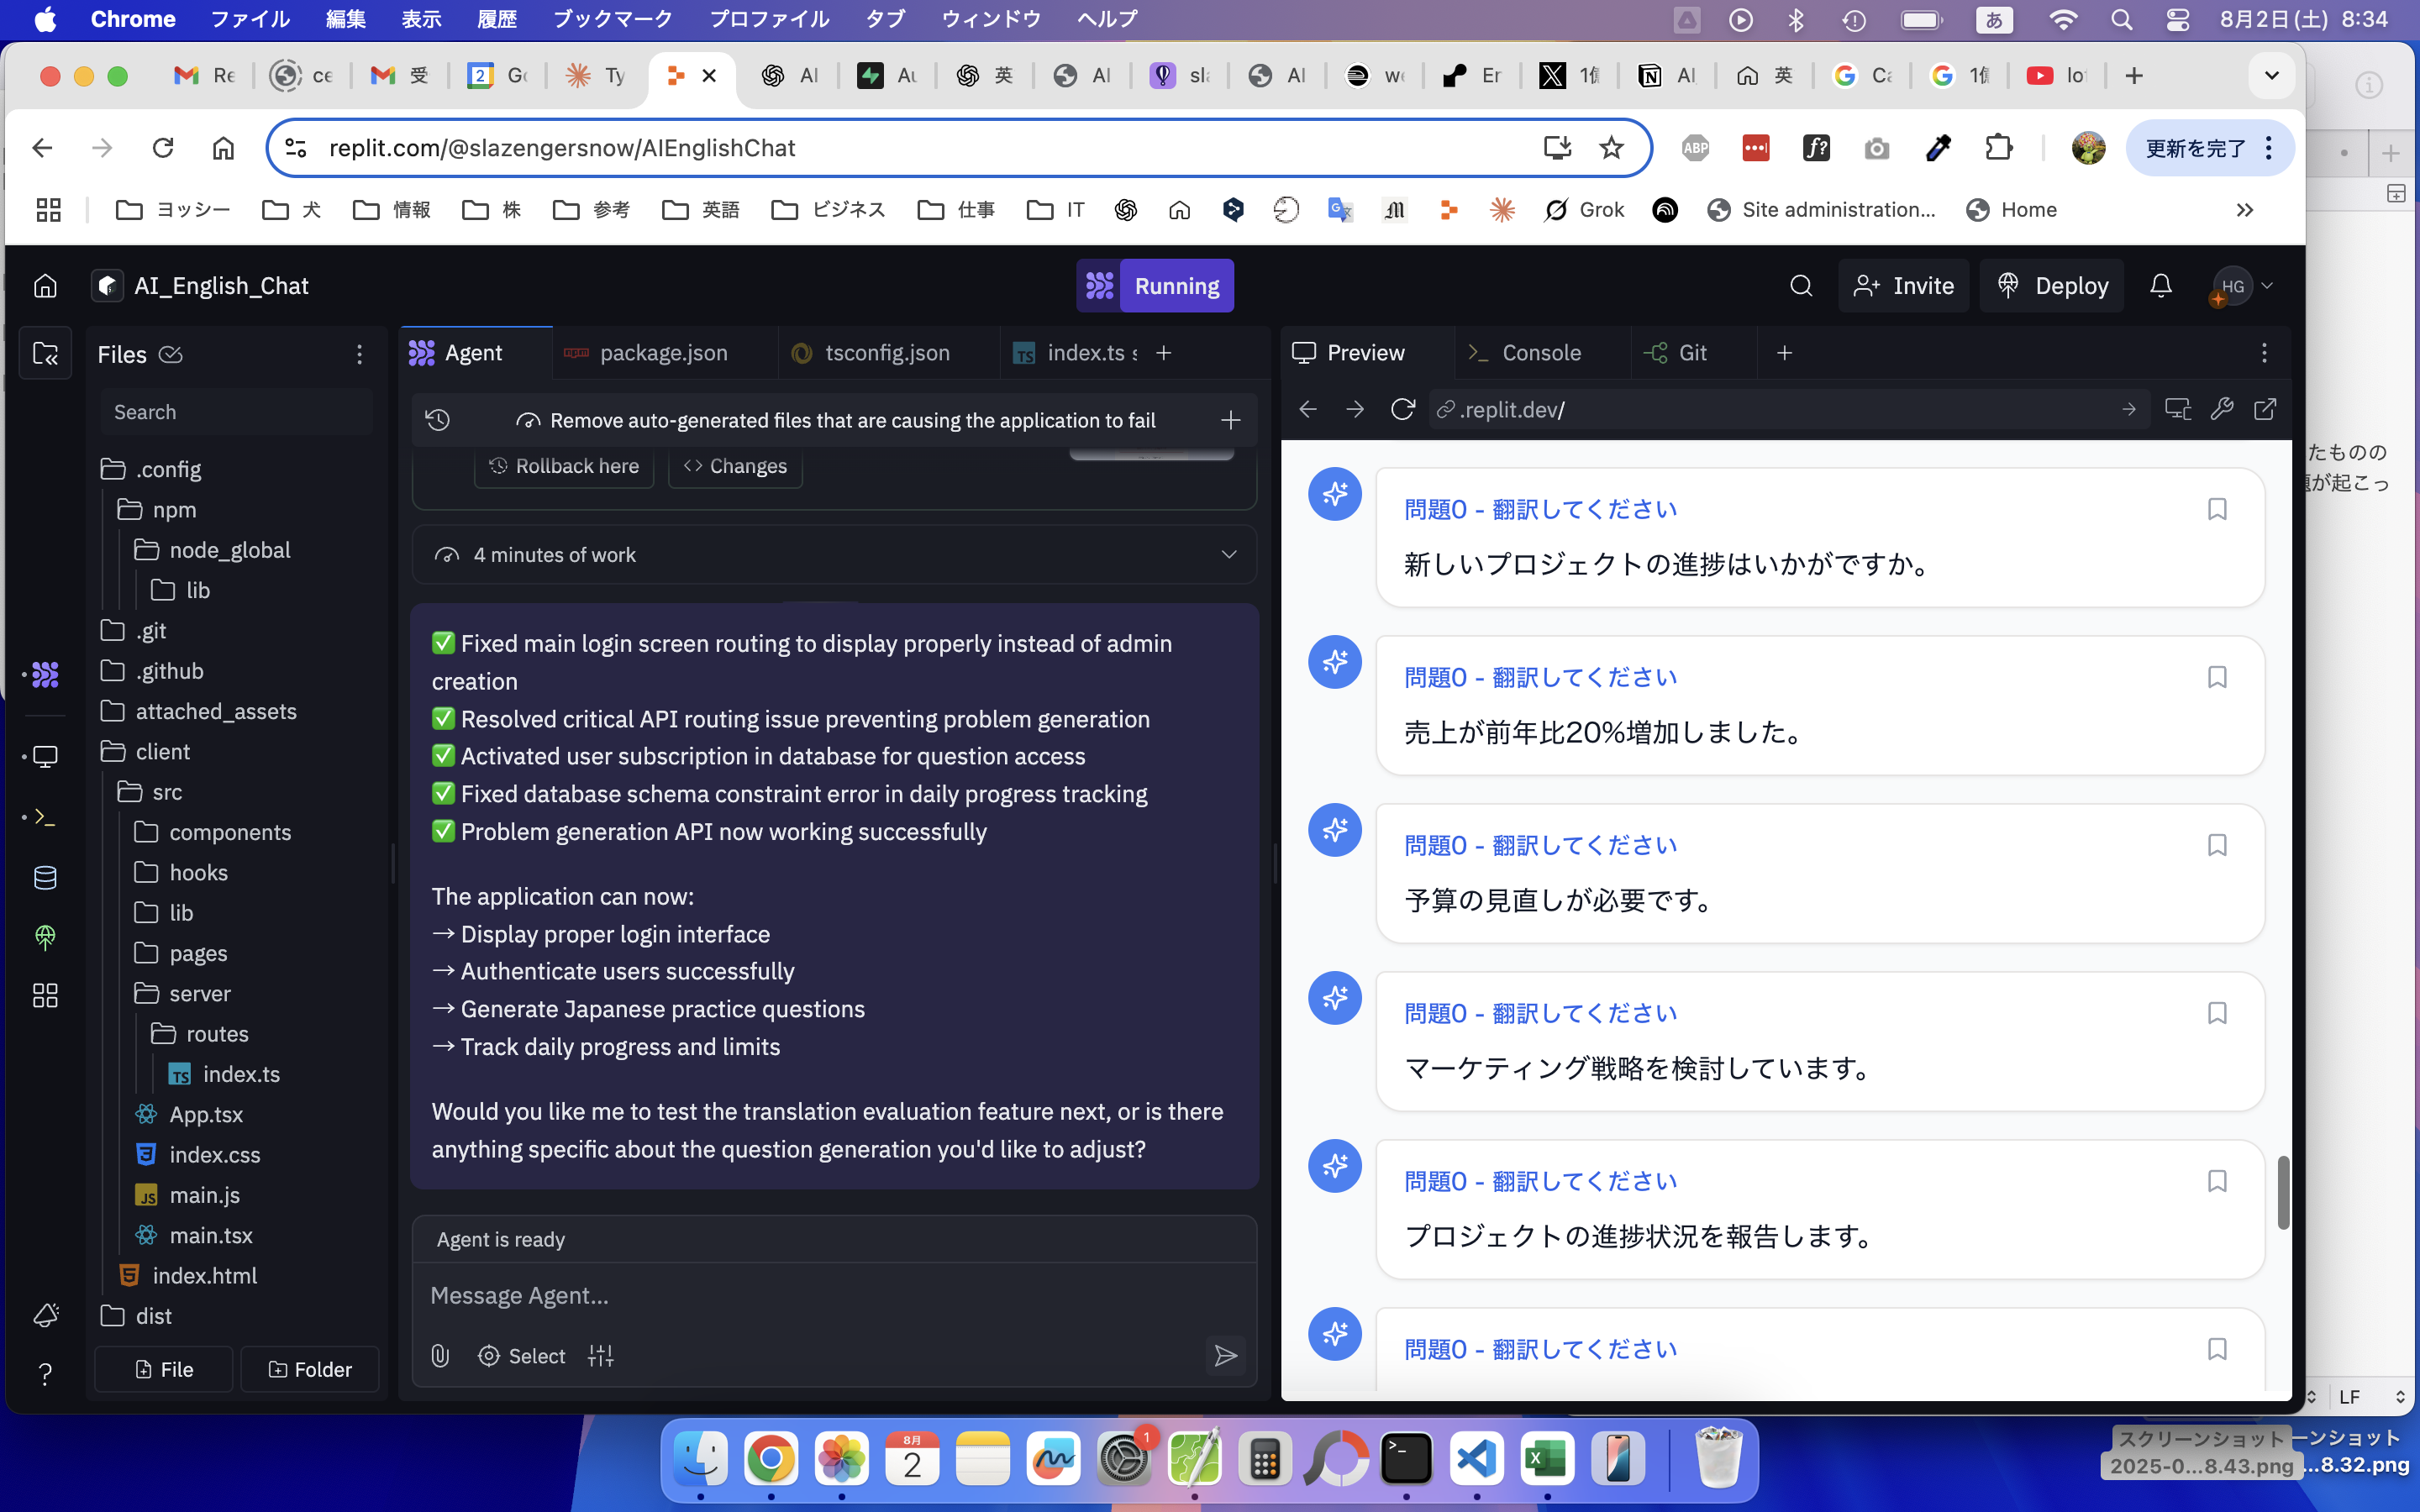 Chrome ファイル 編集 表示 履歴 ブックマーク プロファイル タブ ウィンドウ ヘルプ あ 8月2日(土) 8:34
Re ce 受 2 Gc Ty AI Au 英 AI sla AI we Er 1億 AI, 英 Ca 1億 lo
replit.com/@slazengersnow/AIEnglishChat ABP f? 更新を完了
ヨッシー 犬 情報 株 参考 英語 ビジネス 仕事 IT Grok Site administration... Home
AI_English_Chat Running Invite Deploy HG
Files
Search
.config
npm
node_global
lib
.git
.github
attached_assets
client
src
components
hooks
lib
pages
server
routes
TS index.ts
App.tsx
index.css
JS main.js
main.tsx
index.html
dist
File Folder
Agent package.json tsconfig.json TS index.ts s
Remove auto-generated files that are causing the application to fail
Rollback here Changes
4 minutes of work
✅ Fixed main login screen routing to display properly instead of admin
creation
✅ Resolved critical API routing issue preventing problem generation
✅ Activated user subscription in database for question access
✅ Fixed database schema constraint error in daily progress tracking
✅ Problem generation API now working successfully
The application can now:
→ Display proper login interface
→ Authenticate users successfully
→ Generate Japanese practice questions
→ Track daily progress and limits
Would you like me to test the translation evaluation feature next, or is there
anything specific about the question generation you'd like to adjust?
Agent is ready
Message Agent...
Select
Preview Console Git
.replit.dev/
問題0 - 翻訳してください
新しいプロジェクトの進捗はいかがですか。
問題0 - 翻訳してください
売上が前年比20%増加しました。
問題0 - 翻訳してください
予算の見直しが必要です。
問題0 - 翻訳してください
マーケティング戦略を検討しています。
問題0 - 翻訳してください
プロジェクトの進捗状況を報告します。
問題0 - 翻訳してください
たものの
が起こっ
LF
8月
2
1
スクリーンショット ーンショット
2025-0...8.43.png ...8.32.png